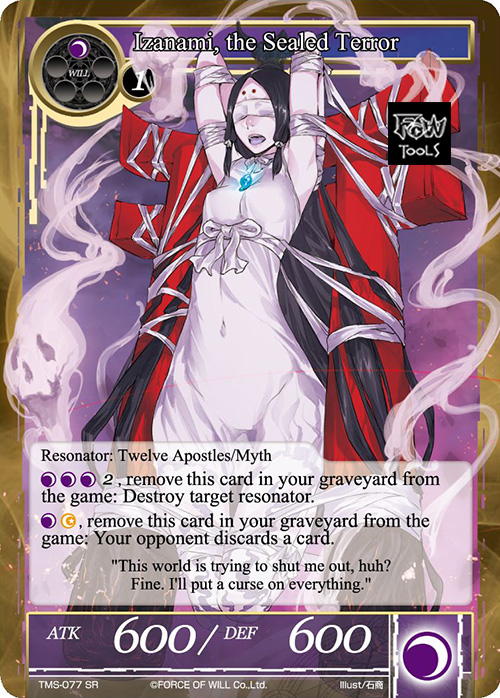 Izanami, the Sealed Terror
WILL
1
FoW
TOOLS
Resonator: Twelve Apostles/Myth
2 , remove this card in your graveyard from
the game: Destroy target resonator.
, remove this card in your graveyard from the
game: Your opponent discards a card.
"This world is trying to shut me out, huh?
Fine. I'll put a curse on everything."
ATK 600 / DEF 600
TMS-077 SR ©FORCE OF WILL Co.,Ltd. Illust/石商